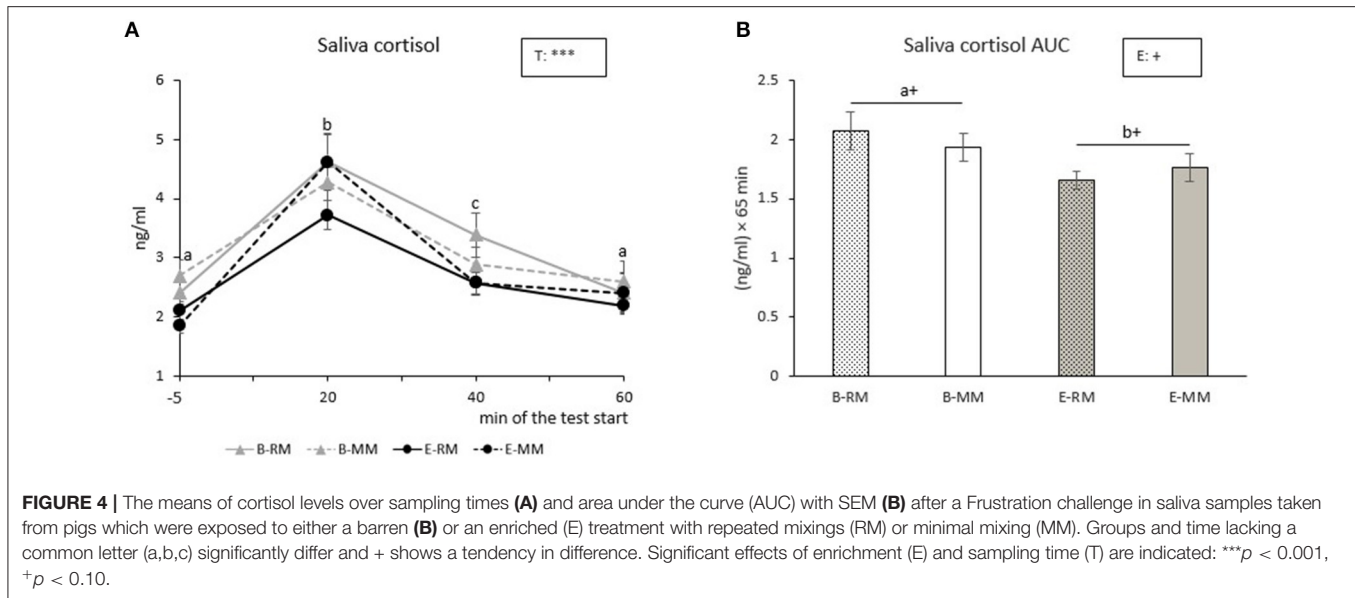 A
Saliva cortisol
T: ***
6
5
4
3
2
1
ng/ml
a
b
c
a
-5
20
40
60
min of the test start
B-RM
B-MM
E-RM
E-MM
B
Saliva cortisol AUC
E: +
2.5
2
1.5
1
0.5
0
(ng/ml) × 65 min
a+
b+
B-RM
B-MM
E-RM
E-MM
FIGURE 4 | The means of cortisol levels over sampling times (A) and area under the curve (AUC) with SEM (B) after a Frustration challenge in saliva samples taken
from pigs which were exposed to either a barren (B) or an enriched (E) treatment with repeated mixings (RM) or minimal mixing (MM). Groups and time lacking a
common letter (a,b,c) significantly differ and + shows a tendency in difference. Significant effects of enrichment (E) and sampling time (T) are indicated: ***p < 0.001,
+p < 0.10.